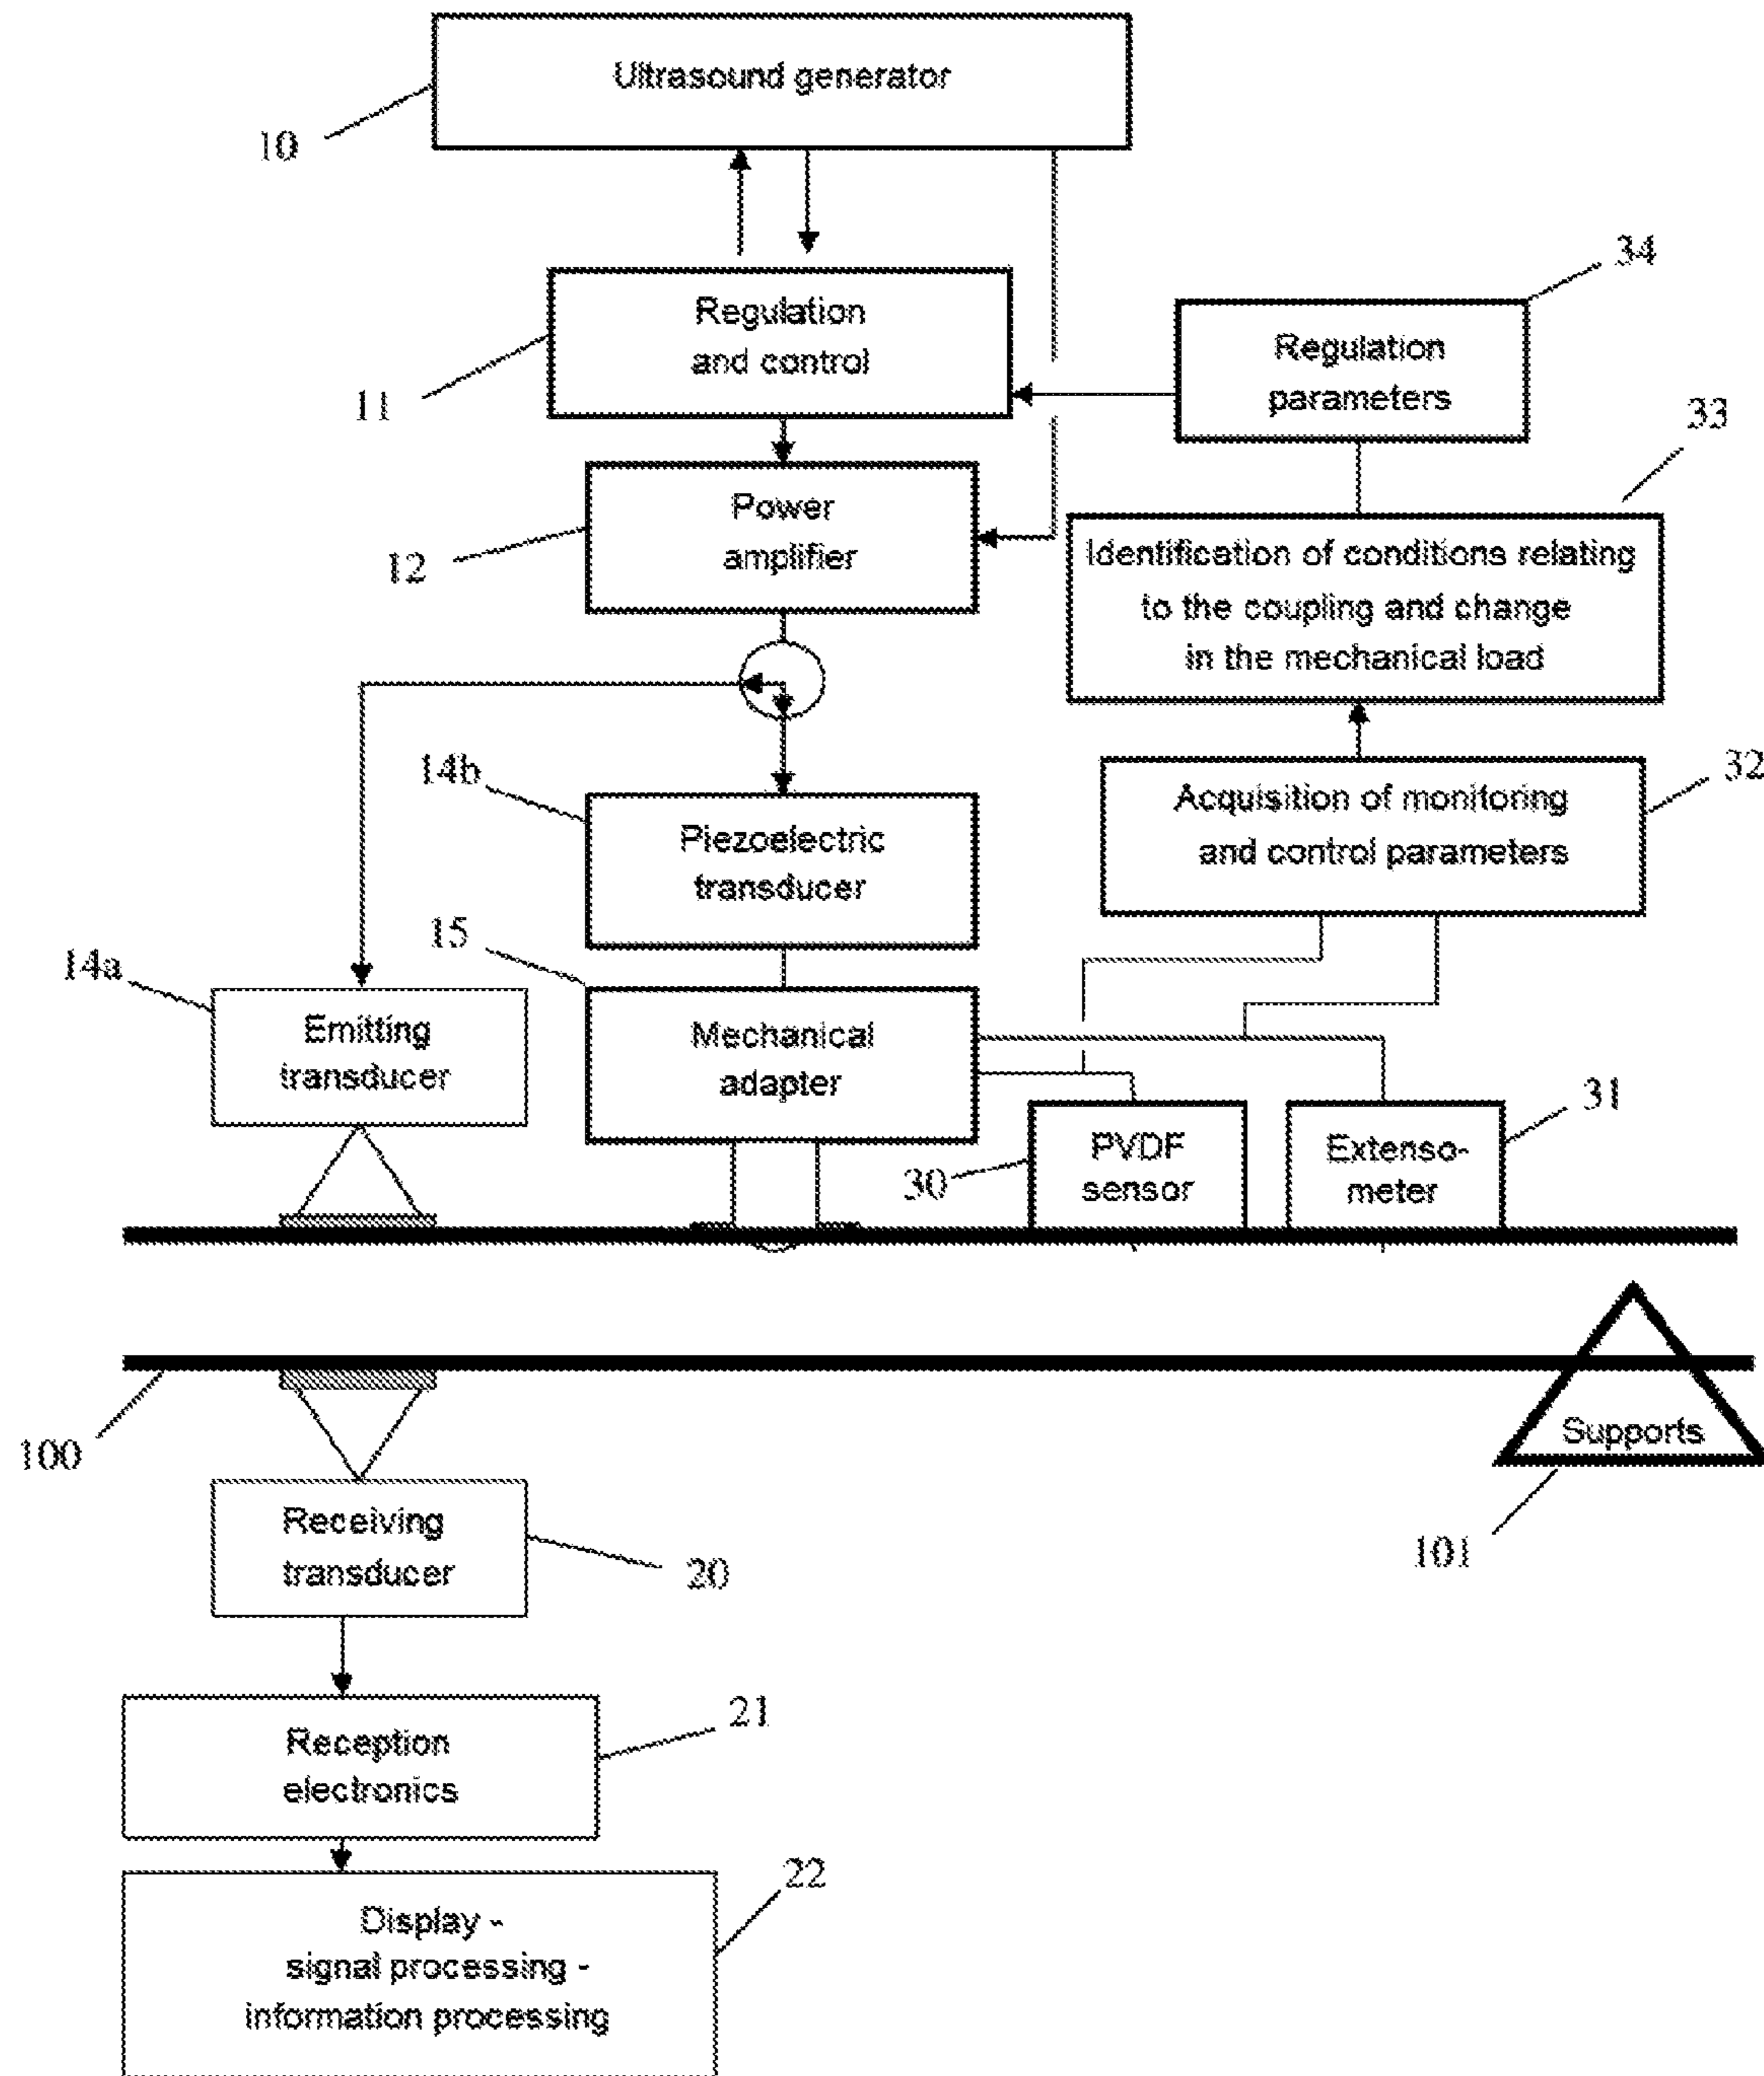 Ultrasound generator
10
34
Regulation
and control
Regulation
parameters
11
33
Power
amplifier
12
Identification of conditions relating
to the coupling and change
in the mechanical load
14b
32
Acquisition of monitoring
and control parameters
Piezoelectric
transducer
15
14a
Emitting
transducer
Mechanical
adapter
31
30
PVDF
sensor
Extenso-
meter
100
Supports
101
Receiving
transducer
20
21
Reception
electronics
22
Display -
signal processing -
information processing